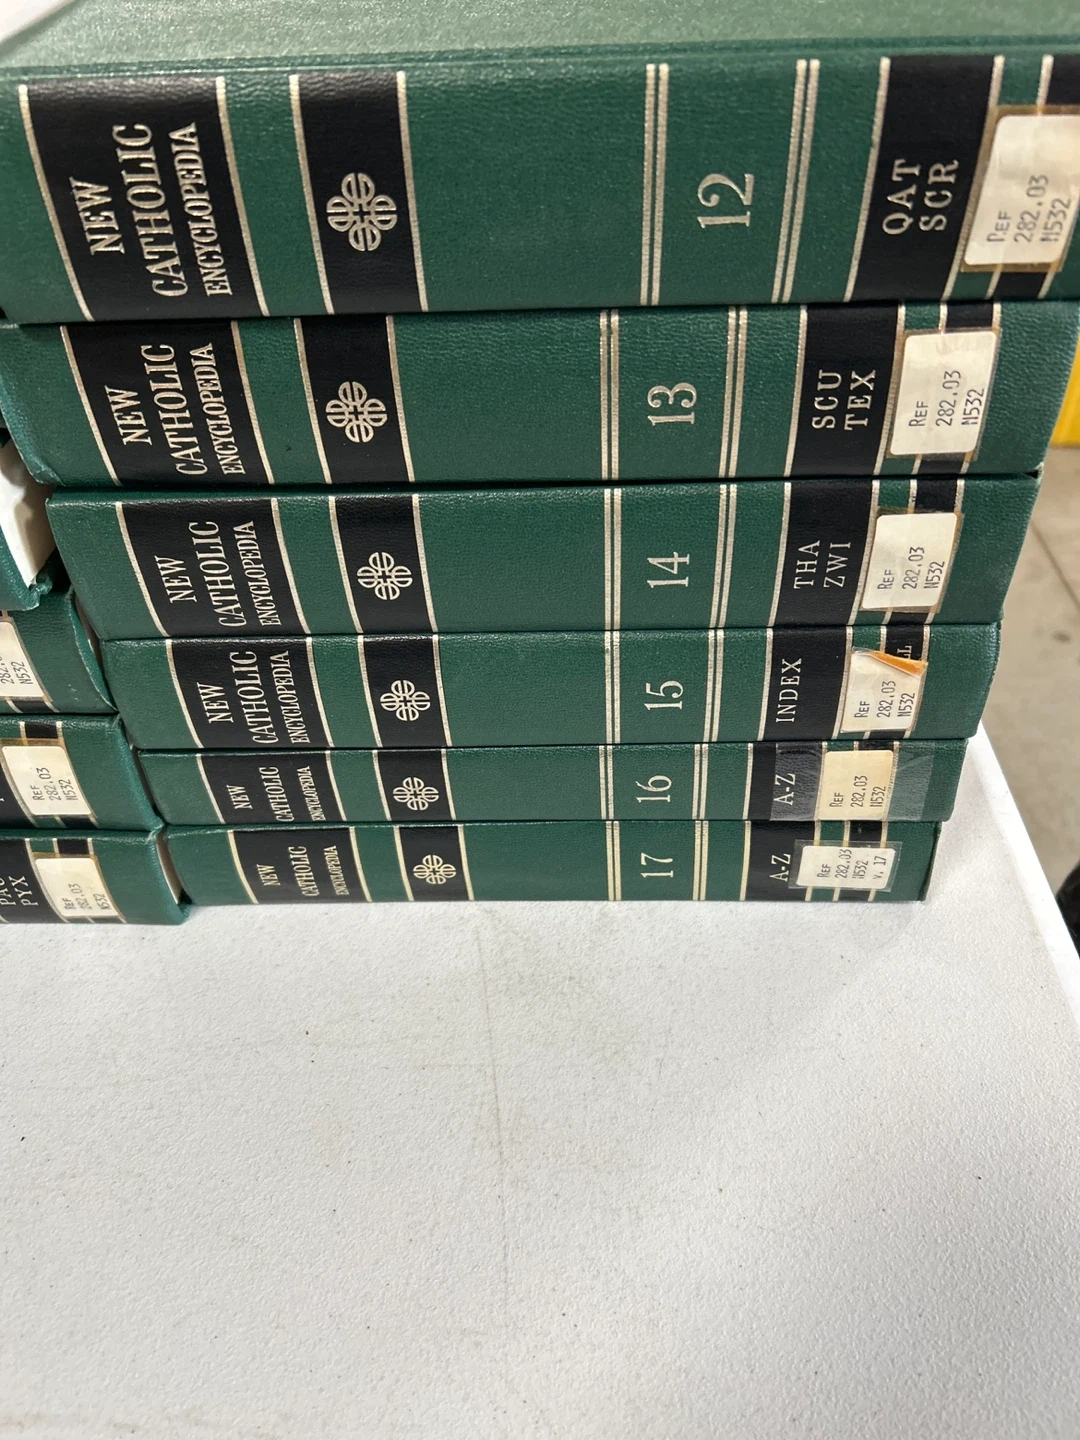 NEW
CATHOLIC
ENCYCLOPEDIA
12
QAT
SCR
REF
282.03
N532
NEW
CATHOLIC
ENCYCLOPEDIA
13
SCU
TEX
REF
282.03
N532
NEW
CATHOLIC
ENCYCLOPEDIA
14
THA
ZWI
REF
282.03
N532
NEW
CATHOLIC
ENCYCLOPEDIA
15
INDEX
REF
282.03
N532
LL
NEW
CATHOLIC
ENCYCLOPEDIA
16
A-Z
REF
282.03
N532
NEW
CATHOLIC
ENCYCLOPEDIA
17
A-Z
REF
282.03
N532
v. 17
N532
REF
282.03
N532
PYX
REF
282.03
N532